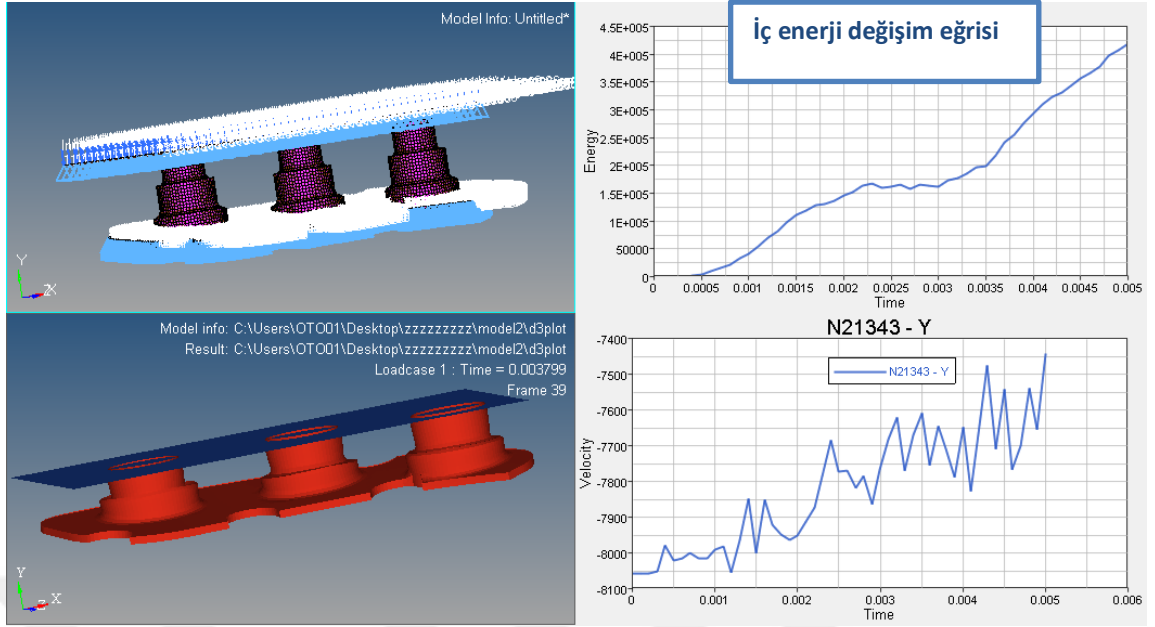 Model Info: Untitled*
Y
Z X
İç enerji değişim eğrisi
4.5E+005
4E+005
3.5E+005
3E+005
2.5E+005
2E+005
1.5E+005
1E+005
50000
0
Energy
0 0.0005 0.001 0.0015 0.002 0.0025 0.003 0.0035 0.004 0.0045 0.005
Time
Model info: C:\Users\OTO01\Desktop\zzzzzzzzz\model2\d3plot
Result: C:\Users\OTO01\Desktop\zzzzzzzzz\model2\d3plot
Loadcase 1 : Time = 0.003799
Frame 39
Y
Z X
N21343 - Y
N21343 - Y
-7400
-7500
-7600
-7700
-7800
-7900
-8000
-8100
Velocity
0 0.001 0.002 0.003 0.004 0.005 0.006
Time